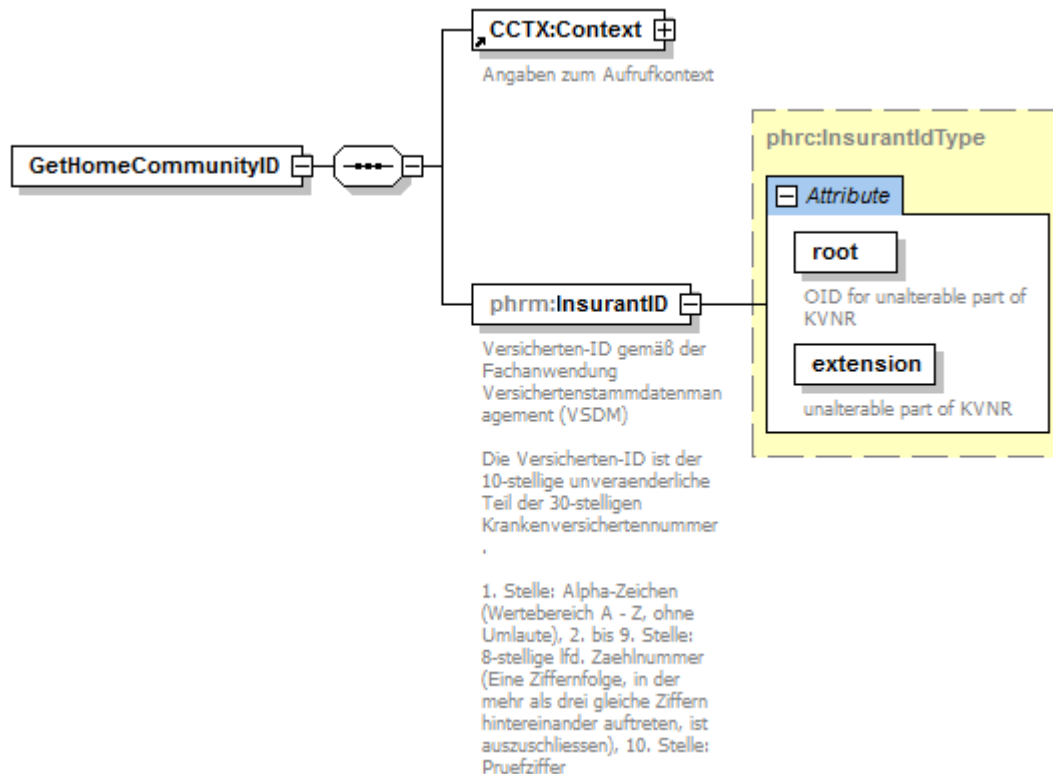 CCTX:Context
Angaben zum Aufrufkontext
GetHomeCommunityID
phrc:InsurantIdType
Attribute
root
OID for unalterable part of
KVNR
extension
unalterable part of KVNR
phrm:InsurantID
Versicherten-ID gemäß der
Fachanwendung
Versichertenstammdatenman
agement (VSDM)
Die Versicherten-ID ist der
10-stellige unveraenderliche
Teil der 30-stelligen
Krankenversichertennummer
.
1. Stelle: Alpha-Zeichen
(Wertebereich A - Z, ohne
Umlaute), 2. bis 9. Stelle:
8-stellige lfd. Zaehlnummer
(Eine Ziffernfolge, in der
mehr als drei gleiche Ziffern
hintereinander auftreten, ist
auszuschliessen), 10. Stelle:
Pruefziffer